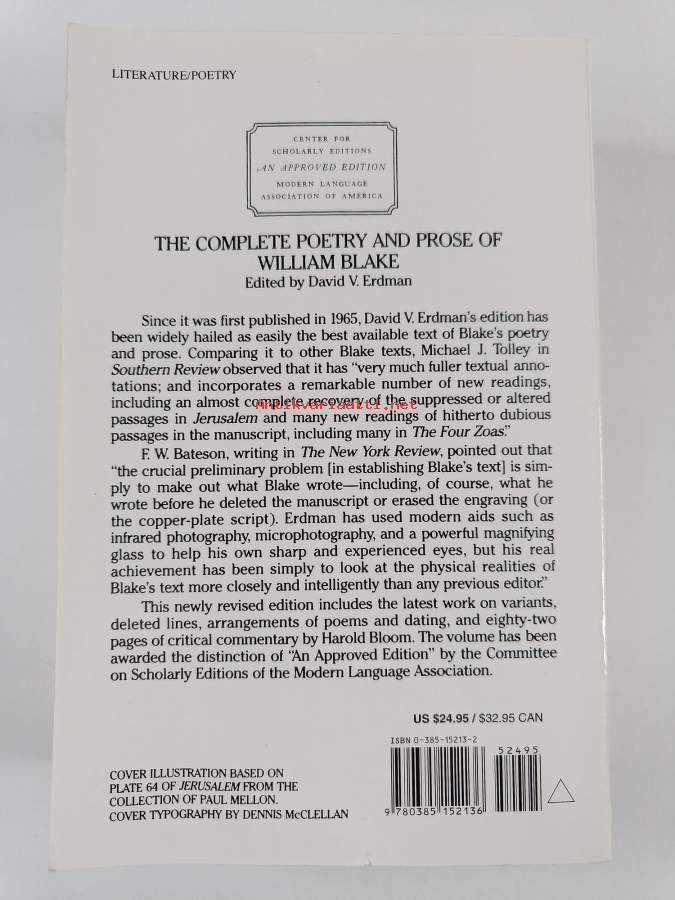 LITERATURE/POETRY
CENTER FOR
SCHOLARLY EDITIONS
AN APPROVED EDITION
MODERN LANGUAGE
ASSOCIATION OF AMERICA
THE COMPLETE POETRY AND PROSE OF
WILLIAM BLAKE
Edited by David V. Erdman
Since it was first published in 1965, David V. Erdman's edition has
been widely hailed as easily the best available text of Blake's poetry
and prose. Comparing it to other Blake texts, Michael J. Tolley in
Southern Review observed that it has "very much fuller textual anno-
tations; and incorporates a remarkable number of new readings,
including an almost complete recovery of the suppressed or altered
Antikvariaatti.net
passages in Jerusalem and many new readings of hitherto dubious
passages in the manuscript, including many in The Four Zoas."
F. W. Bateson, writing in The New York Review, pointed out that
"the crucial preliminary problem [in establishing Blake's text] is sim-
ply to make out what Blake wrote—including, of course, what he
wrote before he deleted the manuscript or erased the engraving (or
the copper-plate script). Erdman has used modern aids such as
infrared photography, microphotography, and a powerful magnifying
glass to help his own sharp and experienced eyes, but his real
achievement has been simply to look at the physical realities of
Blake's text more closely and intelligently than any previous editor."
This newly revised edition includes the latest work on variants,
deleted lines, arrangements of poems and dating, and eighty-two
pages of critical commentary by Harold Bloom. The volume has been
awarded the distinction of "An Approved Edition" by the Committee
on Scholarly Editions of the Modern Language Association.
US $24.95 / $32.95 CAN
ISBN 0-385-15213-2
52495
9 780385 152136
COVER ILLUSTRATION BASED ON
PLATE 64 OF JERUSALEM FROM THE
COLLECTION OF PAUL MELLON.
COVER TYPOGRAPHY BY DENNIS McCLELLAN